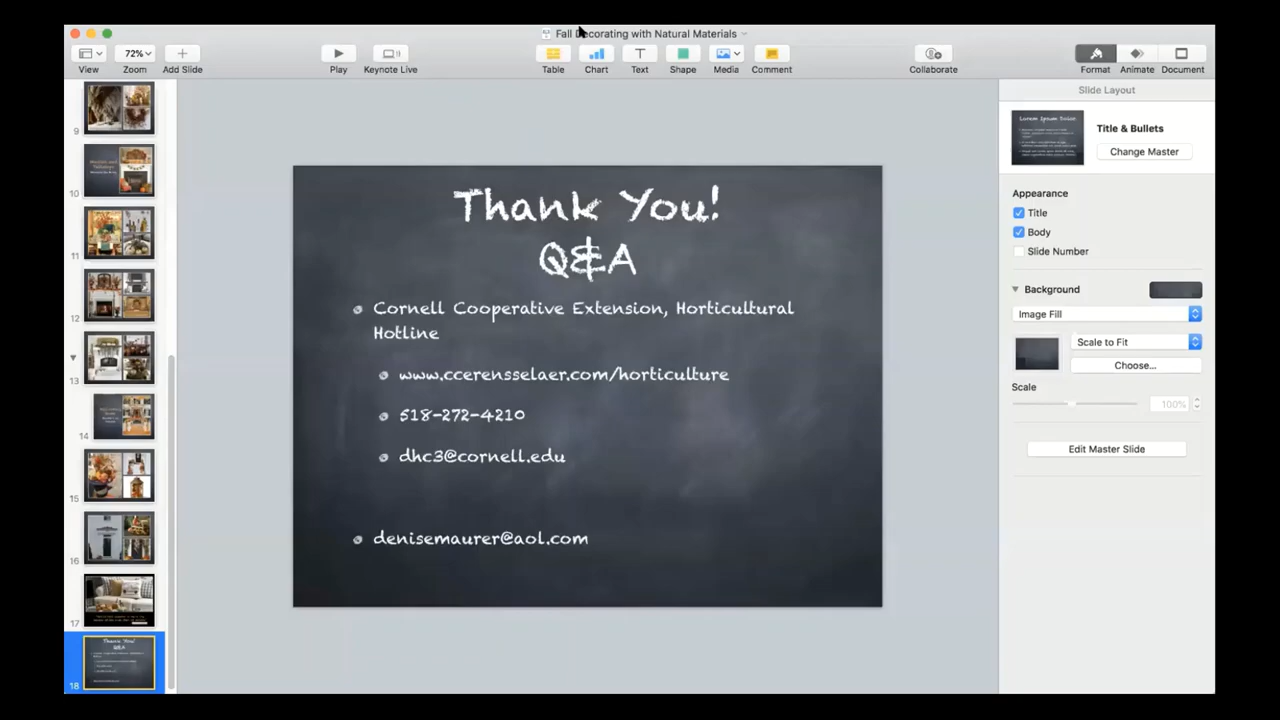 Fall Decorating with Natural Materials
72%
View
Zoom
Add Slide
Play
Keynote Live
Table
Chart
Text
Shape
Media
Comment
Collaborate
Format
Animate
Document
Slide Layout
Title & Bullets
Change Master
Appearance
Title
Body
Slide Number
Background
Image Fill
Scale to Fit
Choose...
Scale
100%
Edit Master Slide
Thank You!
Q&A
Cornell Cooperative Extension, Horticultural
Hotline
www.ccerensselaer.com/horticulture
518-272-4210
dhc3@cornell.edu
denisemaurer@aol.com
9
10
11
12
13
14
15
16
17
Thank You!
Q&A
18